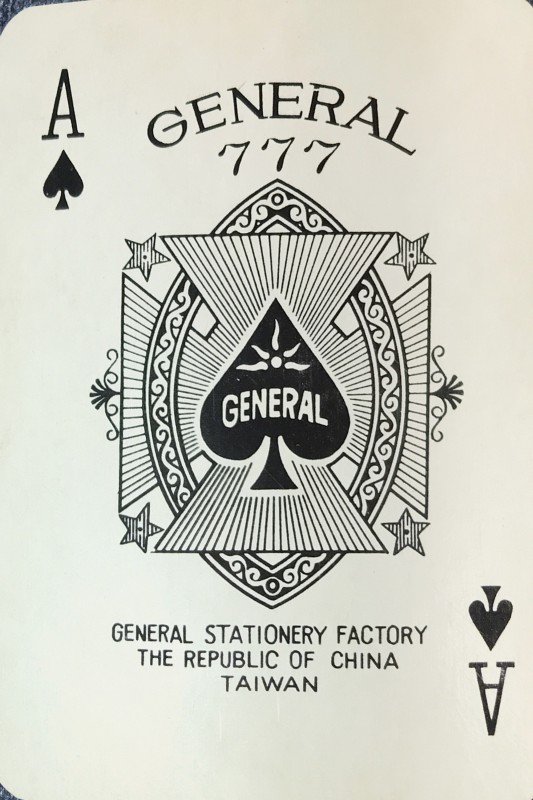 A
GENERAL
777
GENERAL
GENERAL STATIONERY FACTORY
THE REPUBLIC OF CHINA
TAIWAN
A